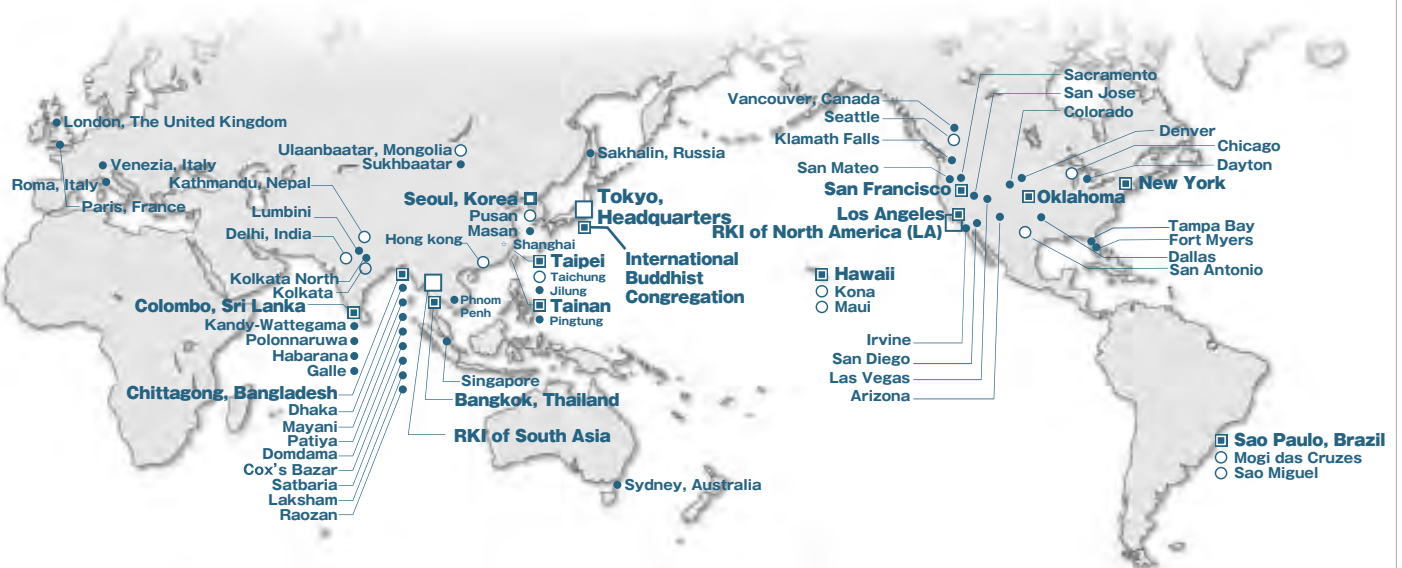 London, The United Kingdom
Venezia, Italy
Roma, Italy
Paris, France
Ulaanbaatar, Mongolia
Sukhbaatar
Sakhalin, Russia
Kathmandu, Nepal
Lumbini
Delhi, India
Kolkata North
Kolkata
Colombo, Sri Lanka
Kandy-Wattegama
Polonnaruwa
Habarana
Galle
Chittagong, Bangladesh
Dhaka
Mayani
Patiya
Domdama
Cox's Bazar
Satbaria
Laksham
Raozan
Seoul, Korea
Pusan
Masan
Hong kong
Shanghai
Taipei
Taichung
Jilung
Tainan
Pingtung
Phnom
Penh
Singapore
Bangkok, Thailand
RKI of South Asia
Tokyo,
Headquarters
International
Buddhist
Congregation
Sydney, Australia
Vancouver, Canada
Seattle
Klamath Falls
San Mateo
San Francisco
Los Angeles
RKI of North America (LA)
Hawaii
Kona
Maui
Irvine
San Diego
Las Vegas
Arizona
Sacramento
San Jose
Colorado
Denver
Chicago
Dayton
New York
Oklahoma
Tampa Bay
Fort Myers
Dallas
San Antonio
Sao Paulo, Brazil
Mogi das Cruzes
Sao Miguel